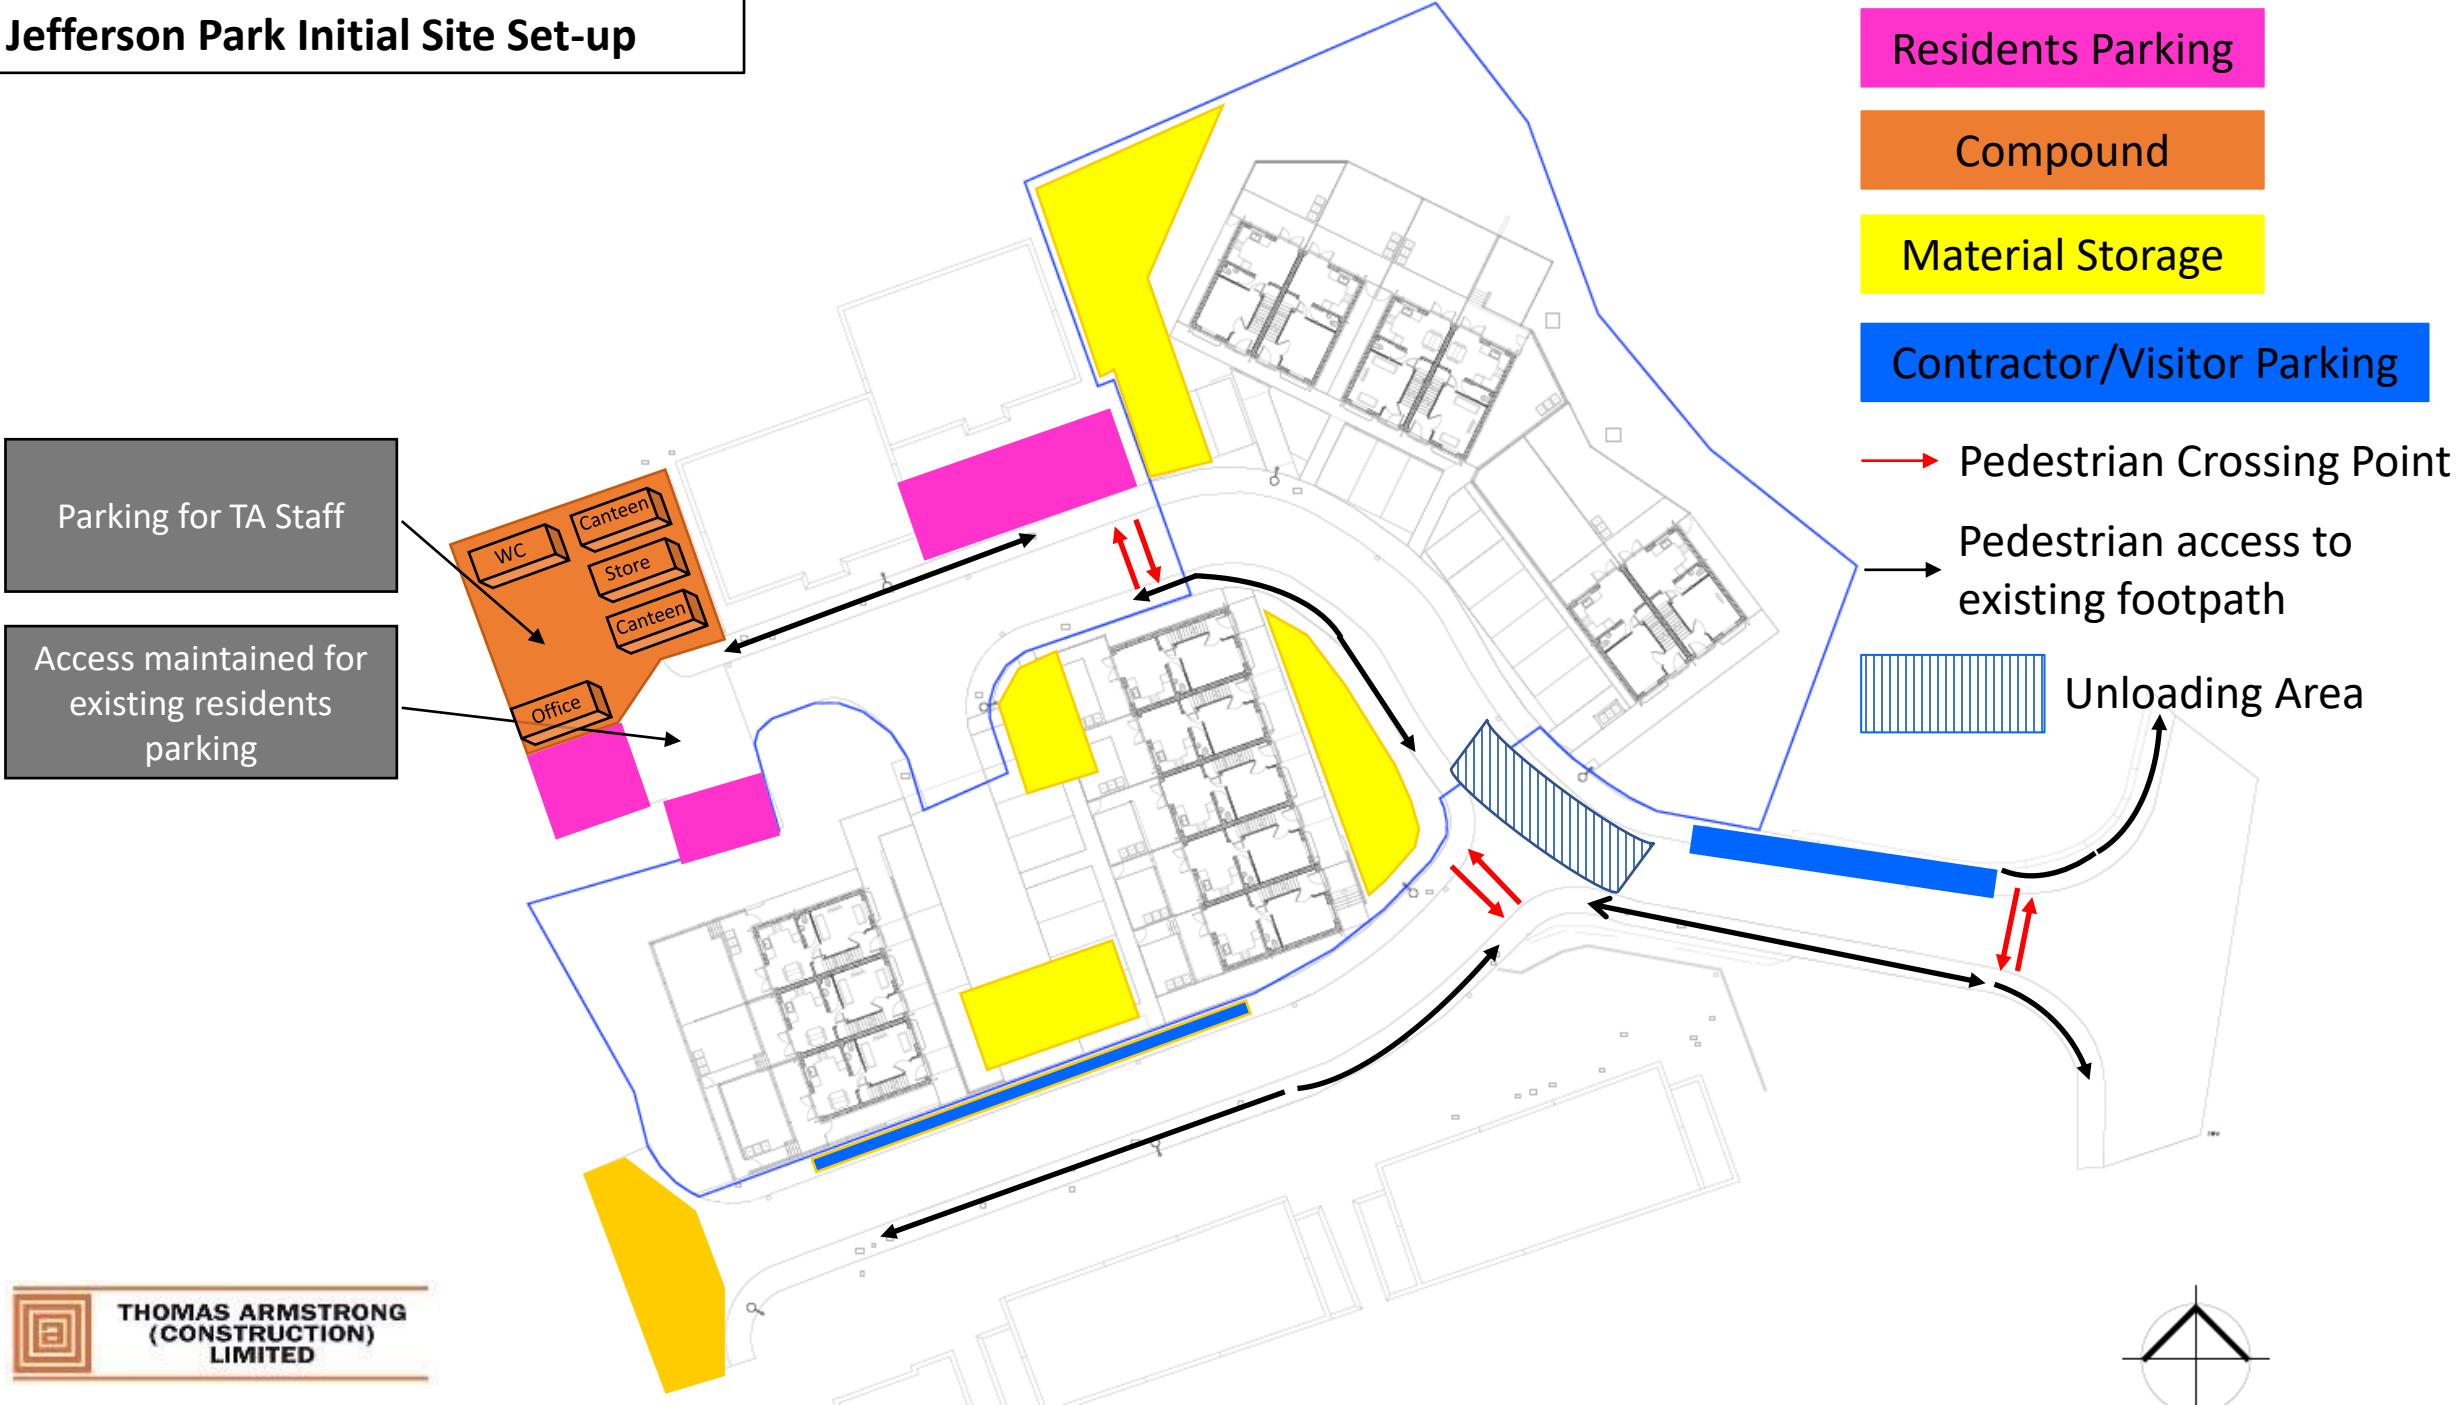 Jefferson Park Initial Site Set-up
Residents Parking
Compound
Material Storage
Contractor/Visitor Parking
Pedestrian Crossing Point
Pedestrian access to
existing footpath
Unloading Area
Parking for TA Staff
Access maintained for
existing residents
parking
WC
Canteen
Store
Canteen
Office
THOMAS ARMSTRONG
(CONSTRUCTION)
LIMITED